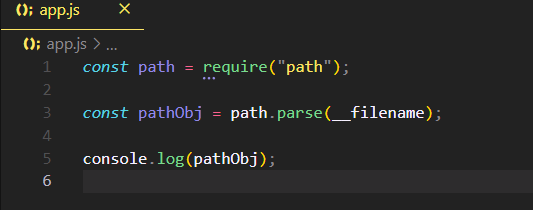 app.js
app.js > ...
1 const path = require("path");
2
3 const pathObj = path.parse(__filename);
4
5 console.log(pathObj);
6